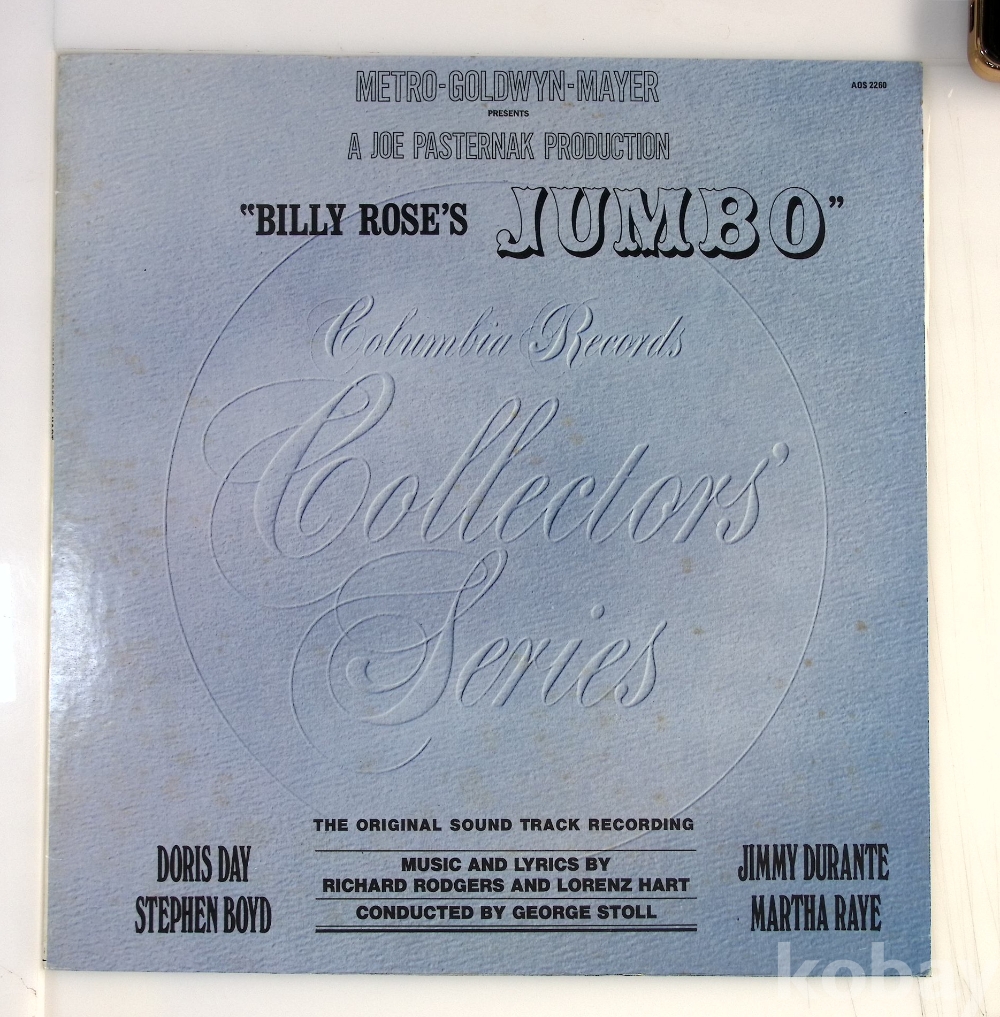 METRO-GOLDWYN-MAYER
AOS 2260
PRESENTS
A JOE PASTERNAK PRODUCTION
“BILLY ROSE’S JUMBO”
Columbia Records
Collectors’
Series
THE ORIGINAL SOUND TRACK RECORDING
MUSIC AND LYRICS BY
RICHARD RODGERS AND LORENZ HART
CONDUCTED BY GEORGE STOLL
DORIS DAY
STEPHEN BOYD
JIMMY DURANTE
MARTHA RAYE